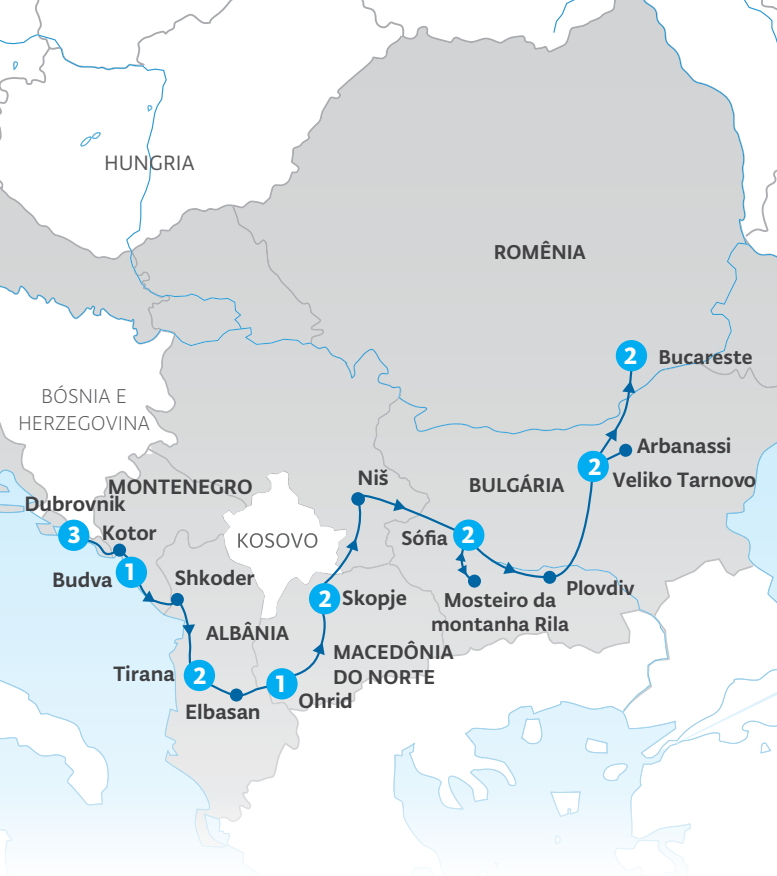 HUNGRIA
ROMÊNIA
2
Bucareste
BÓSNIA E
HERZEGOVINA
Arbanassi
2
Veliko Tarnovo
BULGÁRIA
Niš
MONTENEGRO
Dubrovnik
3
Kotor
KOSOVO
Sófia
2
Budva
1
Shkoder
Plovdiv
Mosteiro da
montanha Rila
2
Skopje
ALBÂNIA
MACEDÔNIA
DO NORTE
Tirana
2
1
Ohrid
Elbasan